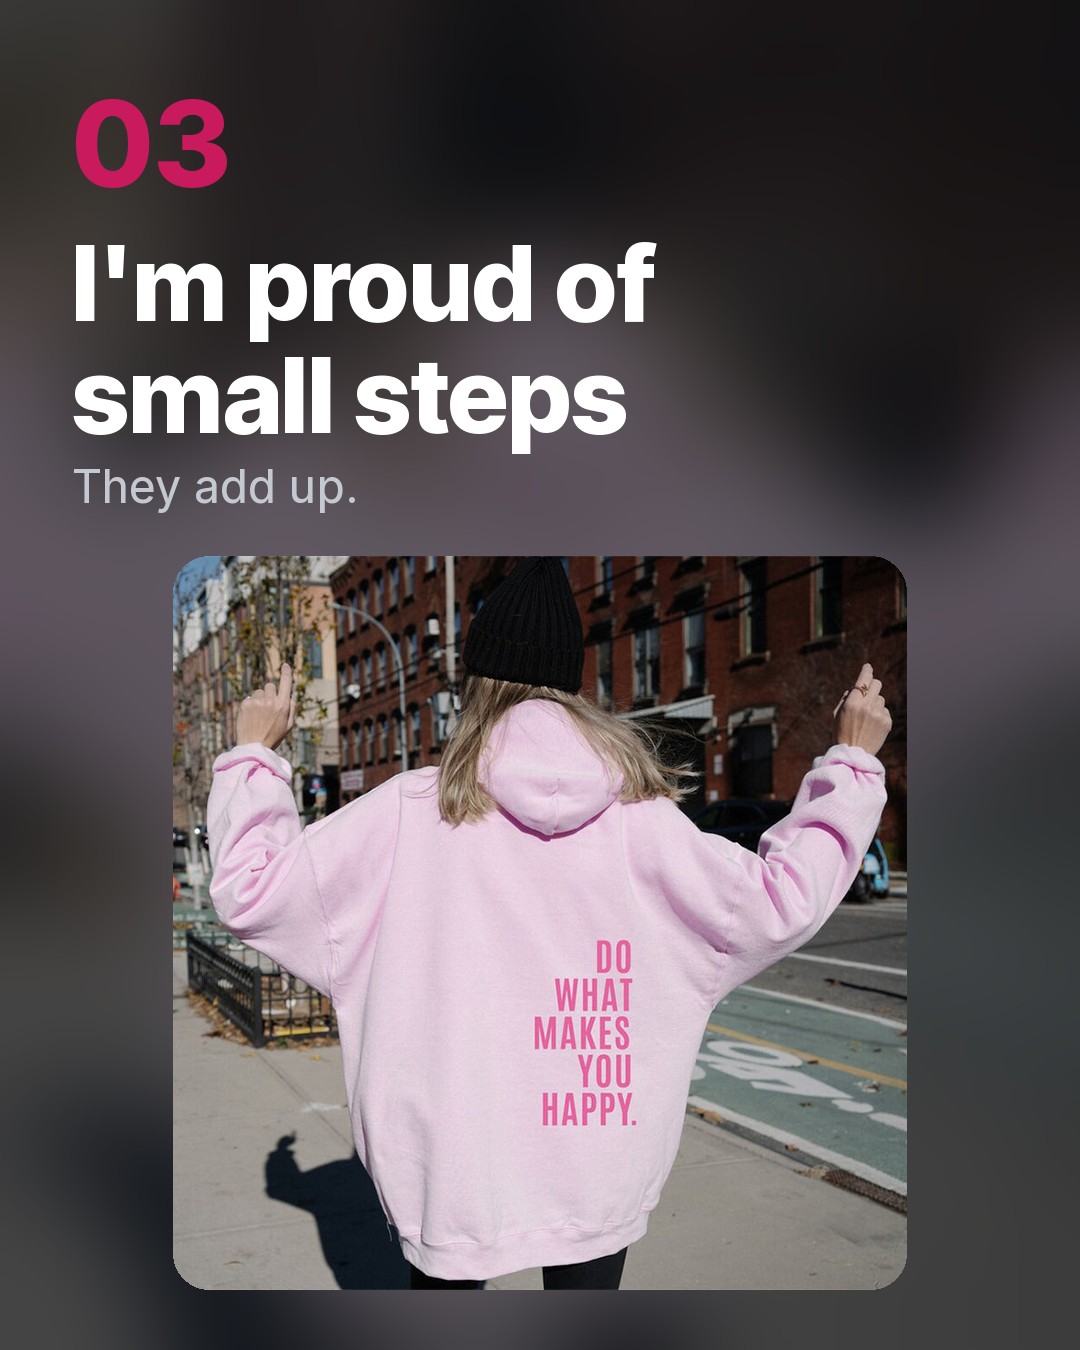 03
I'm proud of
small steps
They add up.
DO
WHAT
MAKES
YOU
HAPPY.